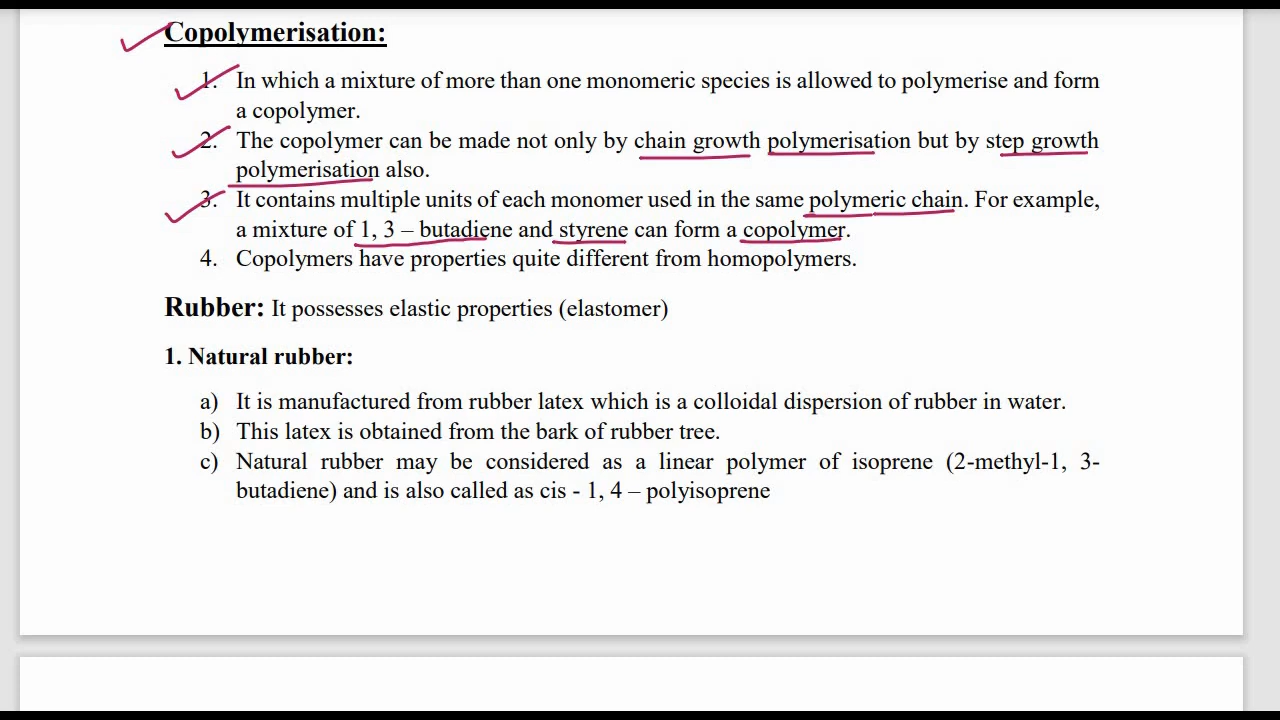 Copolymerisation:
1. In which a mixture of more than one monomeric species is allowed to polymerise and form
a copolymer.
2. The copolymer can be made not only by chain growth polymerisation but by step growth
polymerisation also.
3. It contains multiple units of each monomer used in the same polymeric chain. For example,
a mixture of 1, 3 – butadiene and styrene can form a copolymer.
4. Copolymers have properties quite different from homopolymers.
Rubber: It possesses elastic properties (elastomer)
1. Natural rubber:
a) It is manufactured from rubber latex which is a colloidal dispersion of rubber in water.
b) This latex is obtained from the bark of rubber tree.
c) Natural rubber may be considered as a linear polymer of isoprene (2-methyl-1, 3-
butadiene) and is also called as cis - 1, 4 – polyisoprene